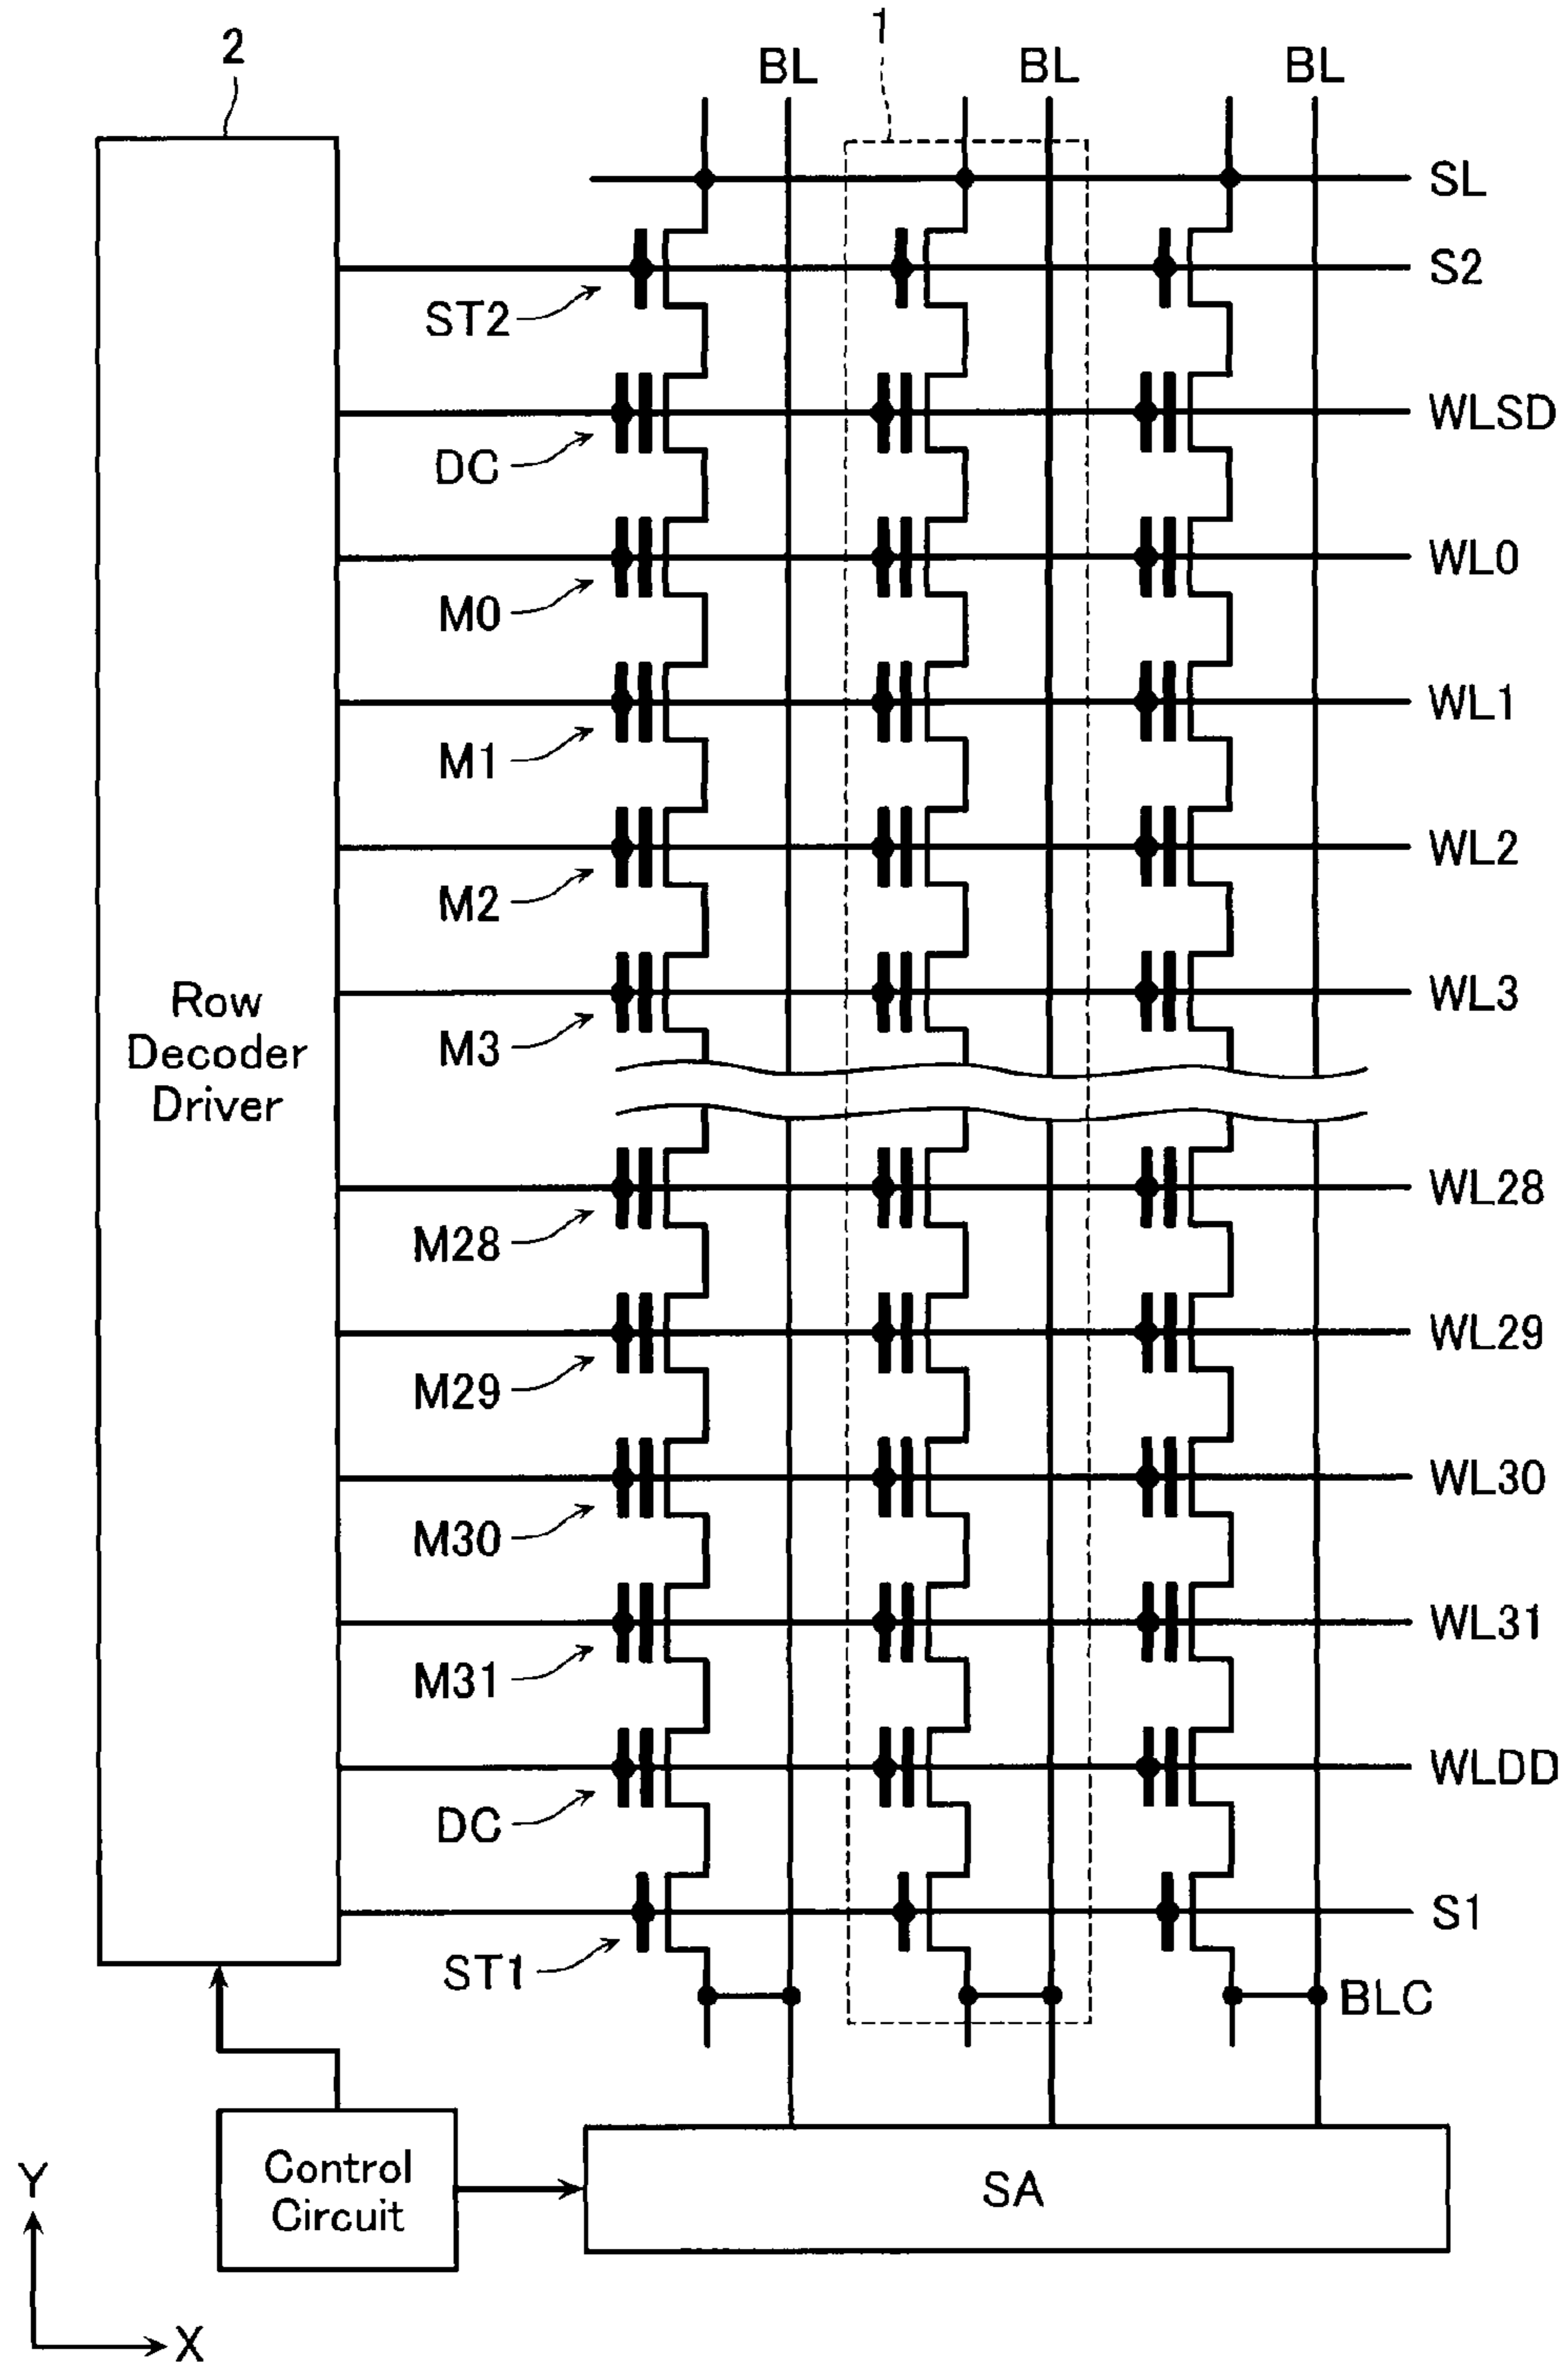 1
2
BL BL BL
SL
S2
ST2
WLSD
DC
WL0
M0
WL1
M1
WL2
M2
WL3
M3
Row
Decoder
Driver
WL28
M28
WL29
M29
WL30
M30
WL31
M31
WLDD
DC
S1
ST1
BLC
Control
Circuit
SA
Y
X